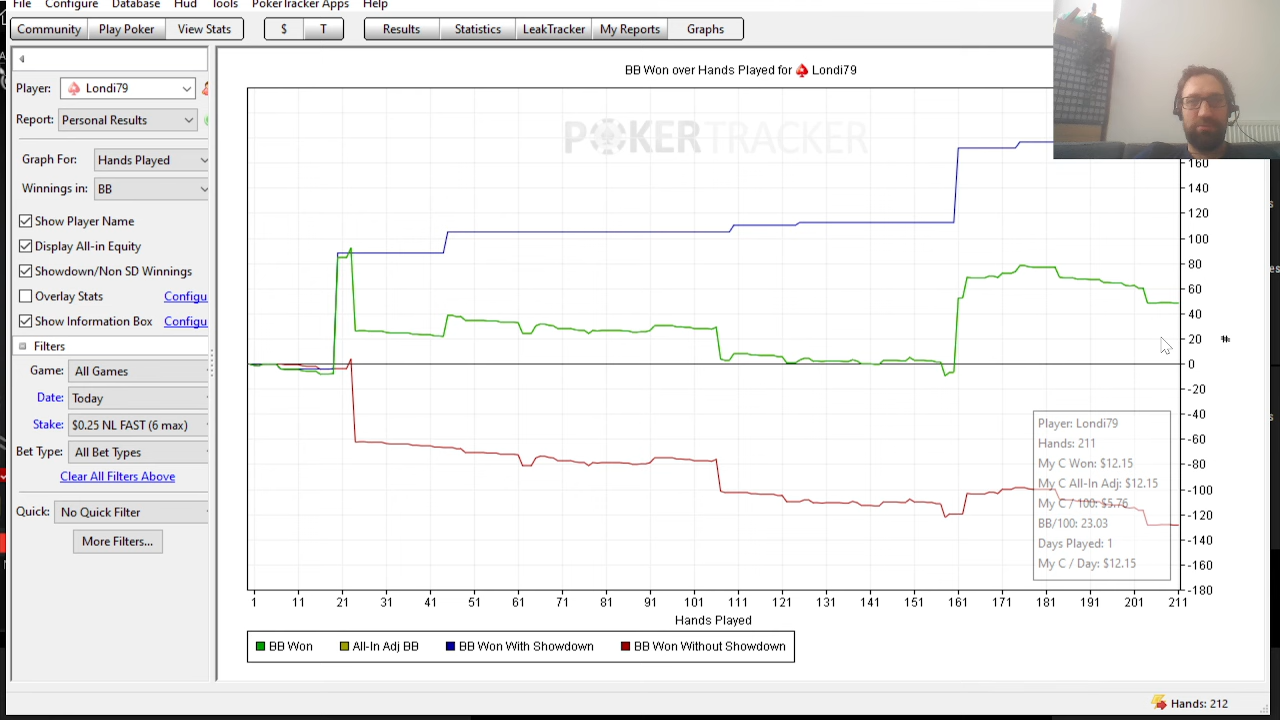 File Configure Database Hud Tools PokerTracker Apps Help
Community Play Poker View Stats $ T Results Statistics LeakTracker My Reports Graphs
BB Won over Hands Played for Londi79
POKERTRACKER
Player: Londi79
Report: Personal Results
Graph For: Hands Played
Winnings in: BB
Show Player Name
Display All-in Equity
Showdown/Non SD Winnings
Overlay Stats Configu
Show Information Box Configu
Filters
Game: All Games
Date: Today
Stake: $0.25 NL FAST (6 max)
Bet Type: All Bet Types
Clear All Filters Above
Quick: No Quick Filter
More Filters...
160
140
120
100
80
60
40
20
0
-20
-40
-60
-80
-100
-120
-140
-160
-180
Player: Londi79
Hands: 211
My C Won: $12.15
My C All-In Adj: $12.15
My C / 100: $5.76
BB/100: 23.03
Days Played: 1
My C / Day: $12.15
1 11 21 31 41 51 61 71 81 91 101 111 121 131 141 151 161 171 181 191 201 211
Hands Played
BB Won All-In Adj BB BB Won With Showdown BB Won Without Showdown
Hands: 212